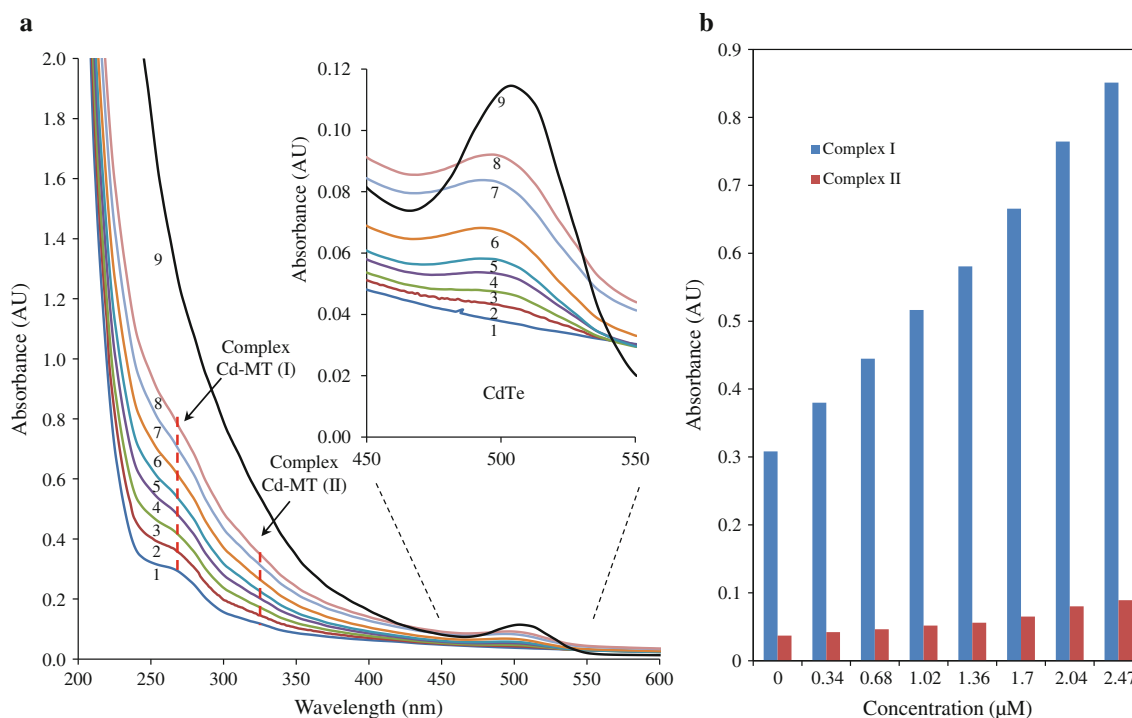 a
2.0
1.8
1.6
1.4
1.2
1.0
0.8
0.6
0.4
0.2
0.0
Absorbance (AU)
200 250 300 350 400 450 500 550 600
Wavelength (nm)
9
8
7
6
5
4
3
2
1
Complex
Cd-MT (I)
Complex
Cd-MT (II)
0.12
0.10
0.08
0.06
0.04
0.02
0.00
Absorbance (AU)
450 500 550
9
8
7
6
5
4
3
2
1
CdTe
b
0.9
0.8
0.7
0.6
0.5
0.4
0.3
0.2
0.1
0
Absorbance (AU)
Complex I
Complex II
0 0.34 0.68 1.02 1.36 1.7 2.04 2.47
Concentration (µM)